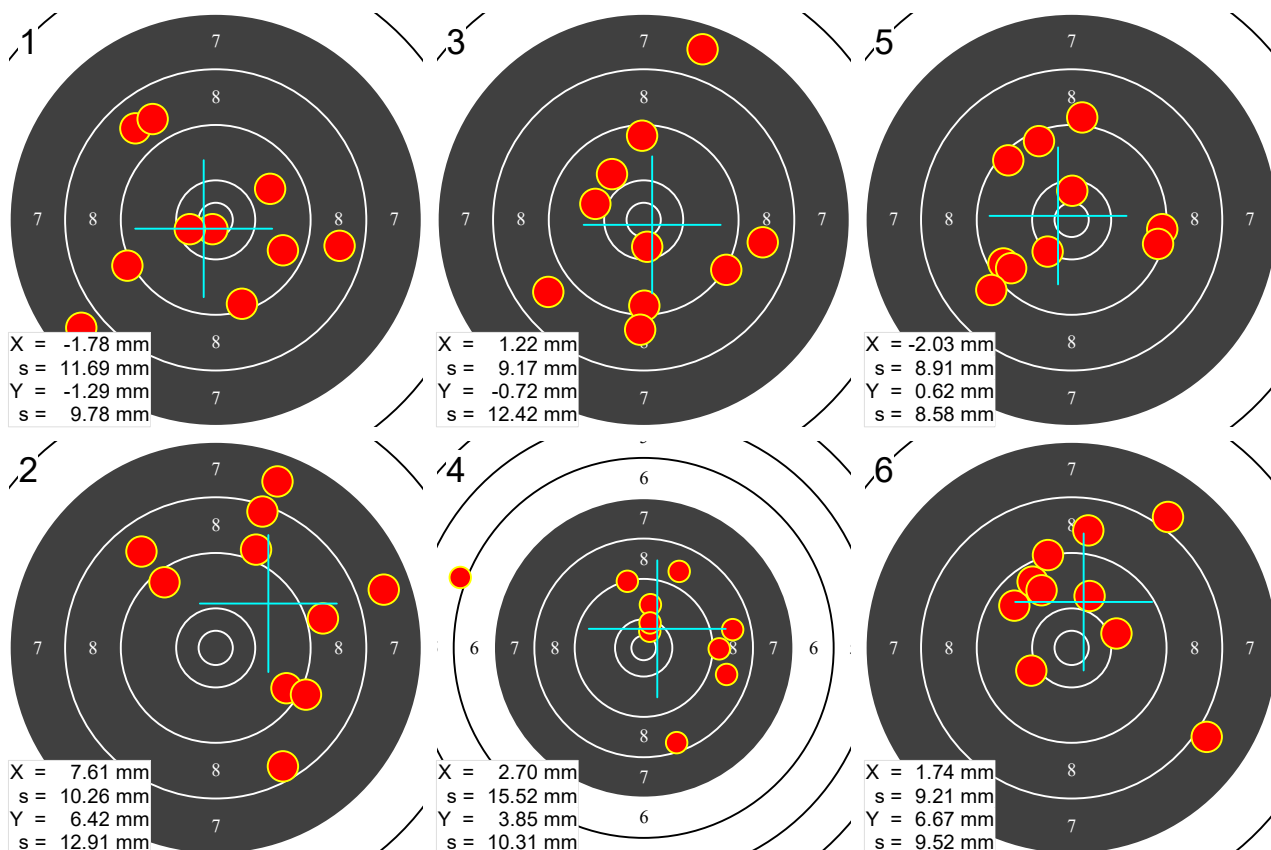 1
7
8
7 8 8 7
8
7
X = -1.78 mm
s = 11.69 mm
Y = -1.29 mm
s = 9.78 mm
3
7
8
7 8 8 7
8
7
X = 1.22 mm
s = 9.17 mm
Y = -0.72 mm
s = 12.42 mm
5
7
8
7 8 8 7
8
7
X = -2.03 mm
s = 8.91 mm
Y = 0.62 mm
s = 8.58 mm
2
7
8
7 8 8 7
8
7
X = 7.61 mm
s = 10.26 mm
Y = 6.42 mm
s = 12.91 mm
4
6
7
8
6 7 8 8 7 6
8
7
6
X = 2.70 mm
s = 15.52 mm
Y = 3.85 mm
s = 10.31 mm
6
7
8
7 8 8 7
8
7
X = 1.74 mm
s = 9.21 mm
Y = 6.67 mm
s = 9.52 mm